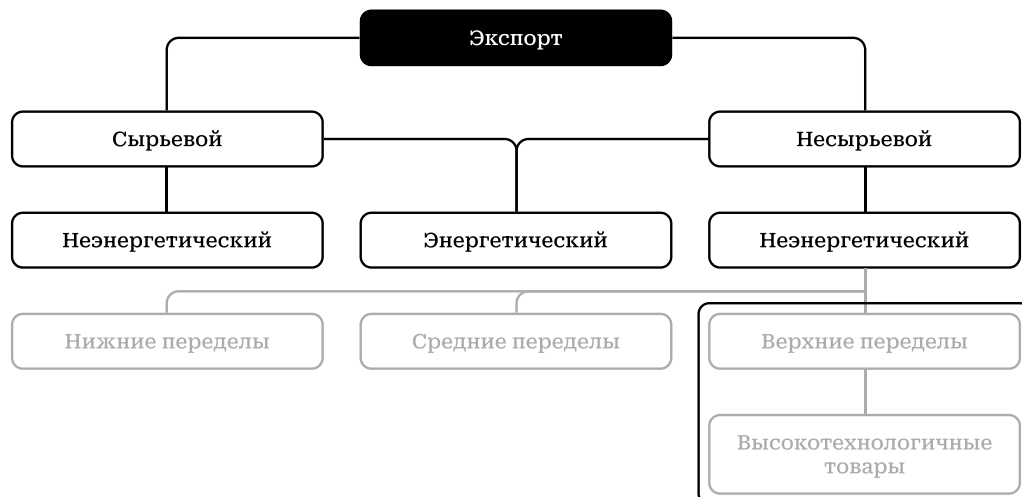 Экспорт
Сырьевой
Несырьевой
Неэнергетический
Энергетический
Неэнергетический
Нижние переделы
Средние переделы
Верхние переделы
Высокотехнологичные
товары